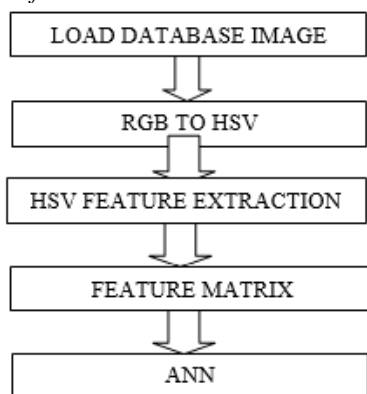 LOAD DATABASE IMAGE
RGB TO HSV
HSV FEATURE EXTRACTION
FEATURE MATRIX
ANN